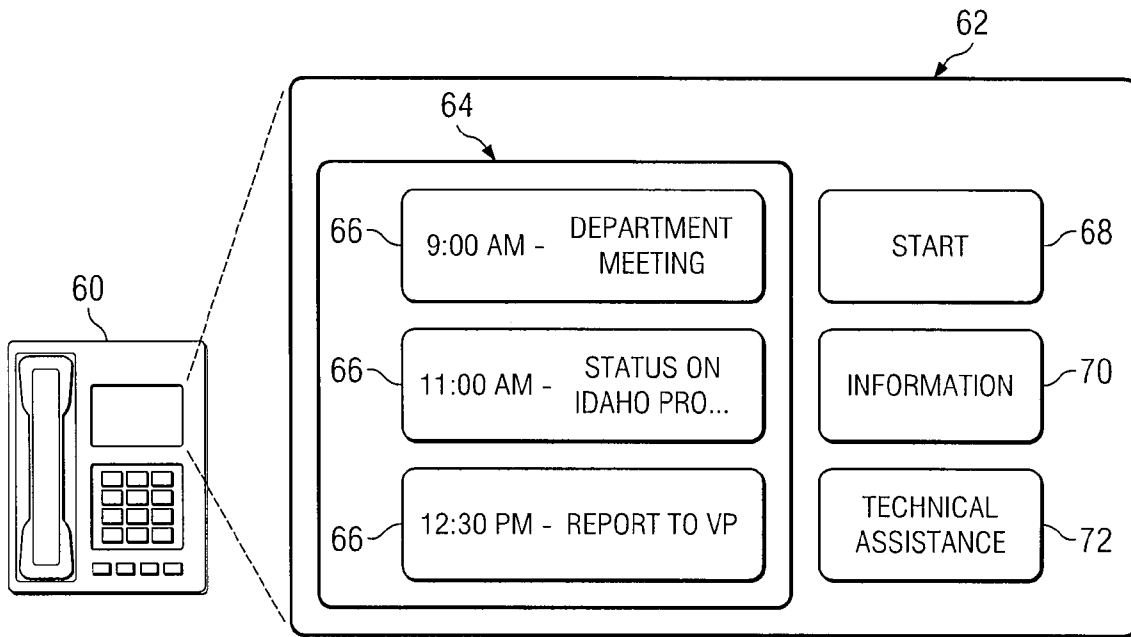 62
64
66
9:00 AM - DEPARTMENT
MEETING
START
68
60
66
11:00 AM - STATUS ON
IDAHO PRO...
INFORMATION
70
66
12:30 PM - REPORT TO VP
TECHNICAL
ASSISTANCE
72